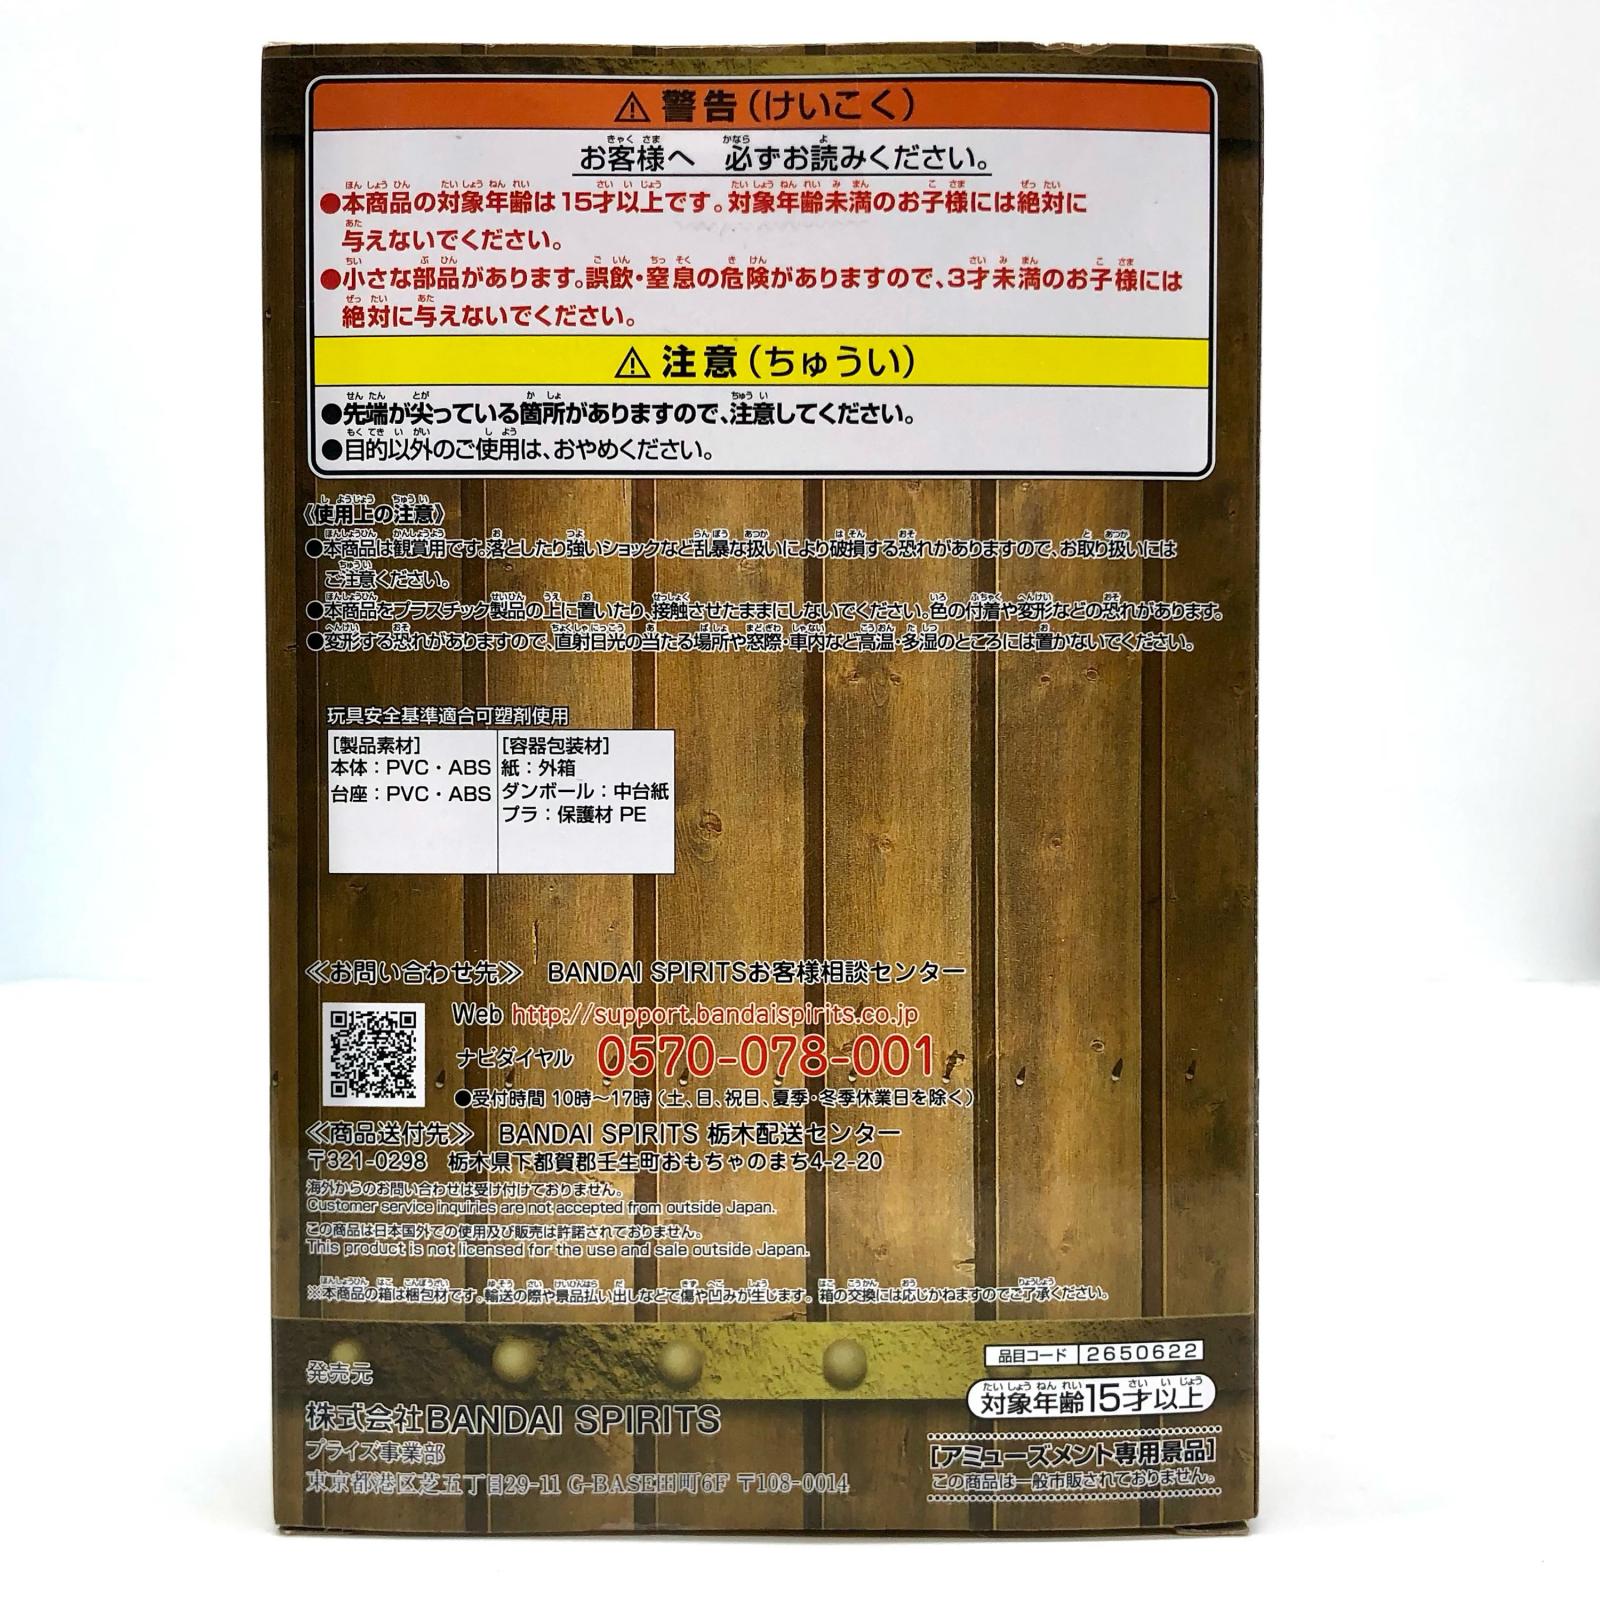 ⚠ 警告(けいこく)
お客様へ 必ずお読みください。
●本商品の対象年齢は15才以上です。対象年齢未満のお子様には絶対に
与えないでください。
●小さな部品があります。誤飲・窒息の危険がありますので、3才未満のお子様には
絶対に与えないでください。
⚠ 注意(ちゅうい)
●先端が尖っている箇所がありますので、注意してください。
●目的以外のご使用は、おやめください。
《使用上の注意》
●本商品は観賞用です。落としたり強いショックなど乱暴な扱いにより破損する恐れがありますので、お取り扱いには
ご注意ください。
●本商品をプラスチック製品の上に置いたり、接触させたままにしないでください。色の付着や変形などの恐れがあります。
●変形する恐れがありますので、直射日光の当たる場所や窓際・車内など高温・多湿のところには置かないでください。
玩具安全基準適合可塑剤使用
[製品素材]
本体:PVC・ABS
台座:PVC・ABS
[容器包装材]
紙:外箱
ダンボール:中台紙
プラ:保護材 PE
≪お問い合わせ先≫ BANDAI SPIRITSお客様相談センター
Web http://support.bandaispirits.co.jp
ナビダイヤル 0570-078-001
●受付時間 10時~17時(土、日、祝日、夏季・冬季休業日を除く)
≪商品送付先≫ BANDAI SPIRITS 栃木配送センター
〒321-0298 栃木県下都賀郡壬生町おもちゃのまち4-2-20
海外からのお問い合わせは受け付けておりません。
Customer service inquiries are not accepted from outside Japan.
この商品は日本国外での使用及び販売は許諾されておりません。
This product is not licensed for the use and sale outside Japan.
※本商品の箱は梱包材です。輸送の際や景品払い出しなどで傷や凹みが生じます。箱の交換には応じかねますのでご了承ください。
発売元
株式会社BANDAI SPIRITS
プライズ事業部
東京都港区芝五丁目29-11 G-BASE田町6F 〒108-0014
品目コード 2650622
対象年齢15才以上
[アミューズメント専用景品]
この商品は一般市販されておりません。